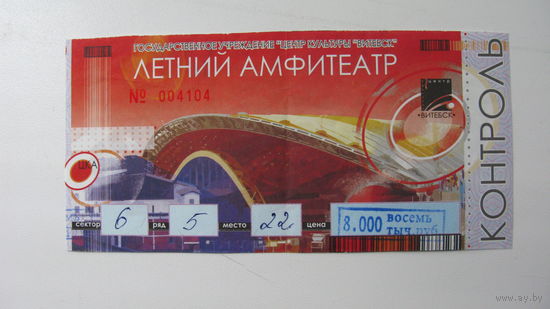 ГОСУДАРСТВЕННОЕ УЧРЕЖДЕНИЕ "ЦЕНТР КУЛЬТУРЫ "ВИТЕБСК"
ЛЕТНИЙ АМФИТЕАТР
№ 004104
ЦЕНТР
ВИТЕБСК
КОНТРОЛЬ
сектор 6 ряд 5 место 22 цена 8.000 восемь
тыс.руб.
www.ay.by